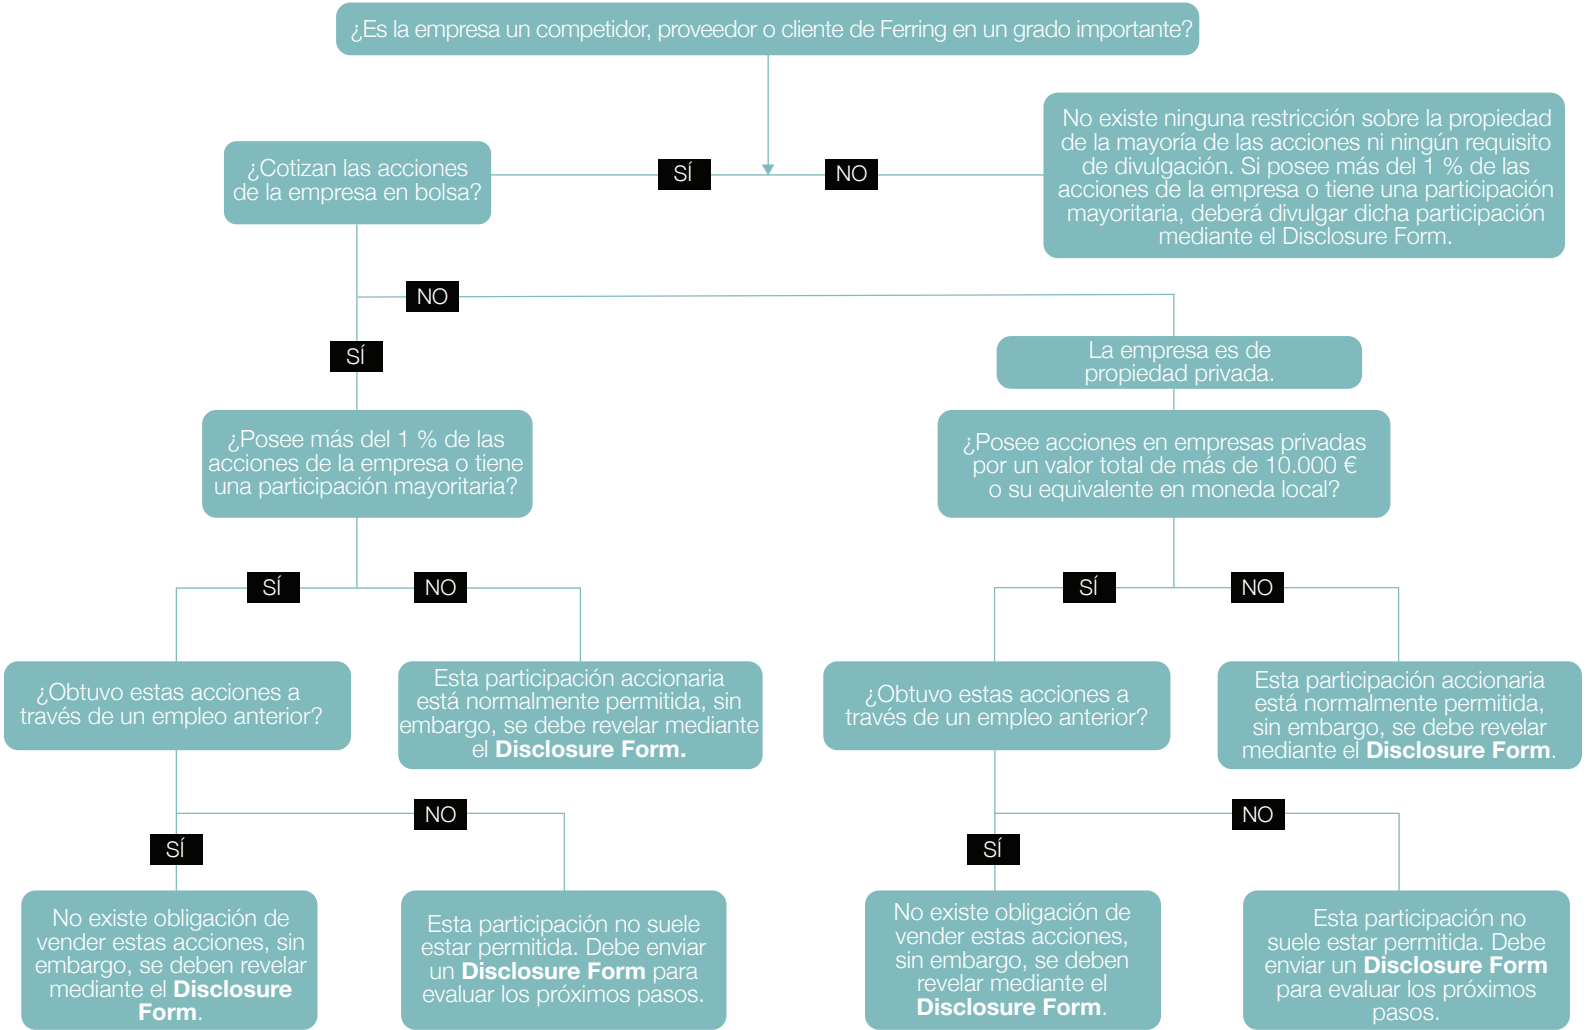 ¿Es la empresa un competidor, proveedor o cliente de Ferring en un grado importante?
No existe ninguna restricción sobre la propiedad
de la mayoría de las acciones ni ningún requisito
de divulgación. Si posee más del 1 % de las
acciones de la empresa o tiene una participación
mayoritaria, deberá divulgar dicha participación
mediante el Disclosure Form.
¿Cotizan las acciones
de la empresa en bolsa?
SÍ
NO
NO
SÍ
La empresa es de
propiedad privada.
¿Posee más del 1 % de las
acciones de la empresa o tiene
una participación mayoritaria?
¿Posee acciones en empresas privadas
por un valor total de más de 10.000 €
o su equivalente en moneda local?
SÍ
NO
SÍ
NO
¿Obtuvo estas acciones a
través de un empleo anterior?
Esta participación accionaria
está normalmente permitida, sin
embargo, se debe revelar mediante
el Disclosure Form.
¿Obtuvo estas acciones a
través de un empleo anterior?
Esta participación accionaria
está normalmente permitida,
sin embargo, se debe revelar
mediante el Disclosure Form.
NO
SÍ
NO
SÍ
No existe obligación de
vender estas acciones, sin
embargo, se deben revelar
mediante el Disclosure
Form.
Esta participación no suele
estar permitida. Debe enviar
un Disclosure Form para
evaluar los próximos pasos.
No existe obligación de
vender estas acciones,
sin embargo, se deben
revelar mediante el
Disclosure Form.
Esta participación no
suele estar permitida. Debe
enviar un Disclosure Form
para evaluar los próximos
pasos.